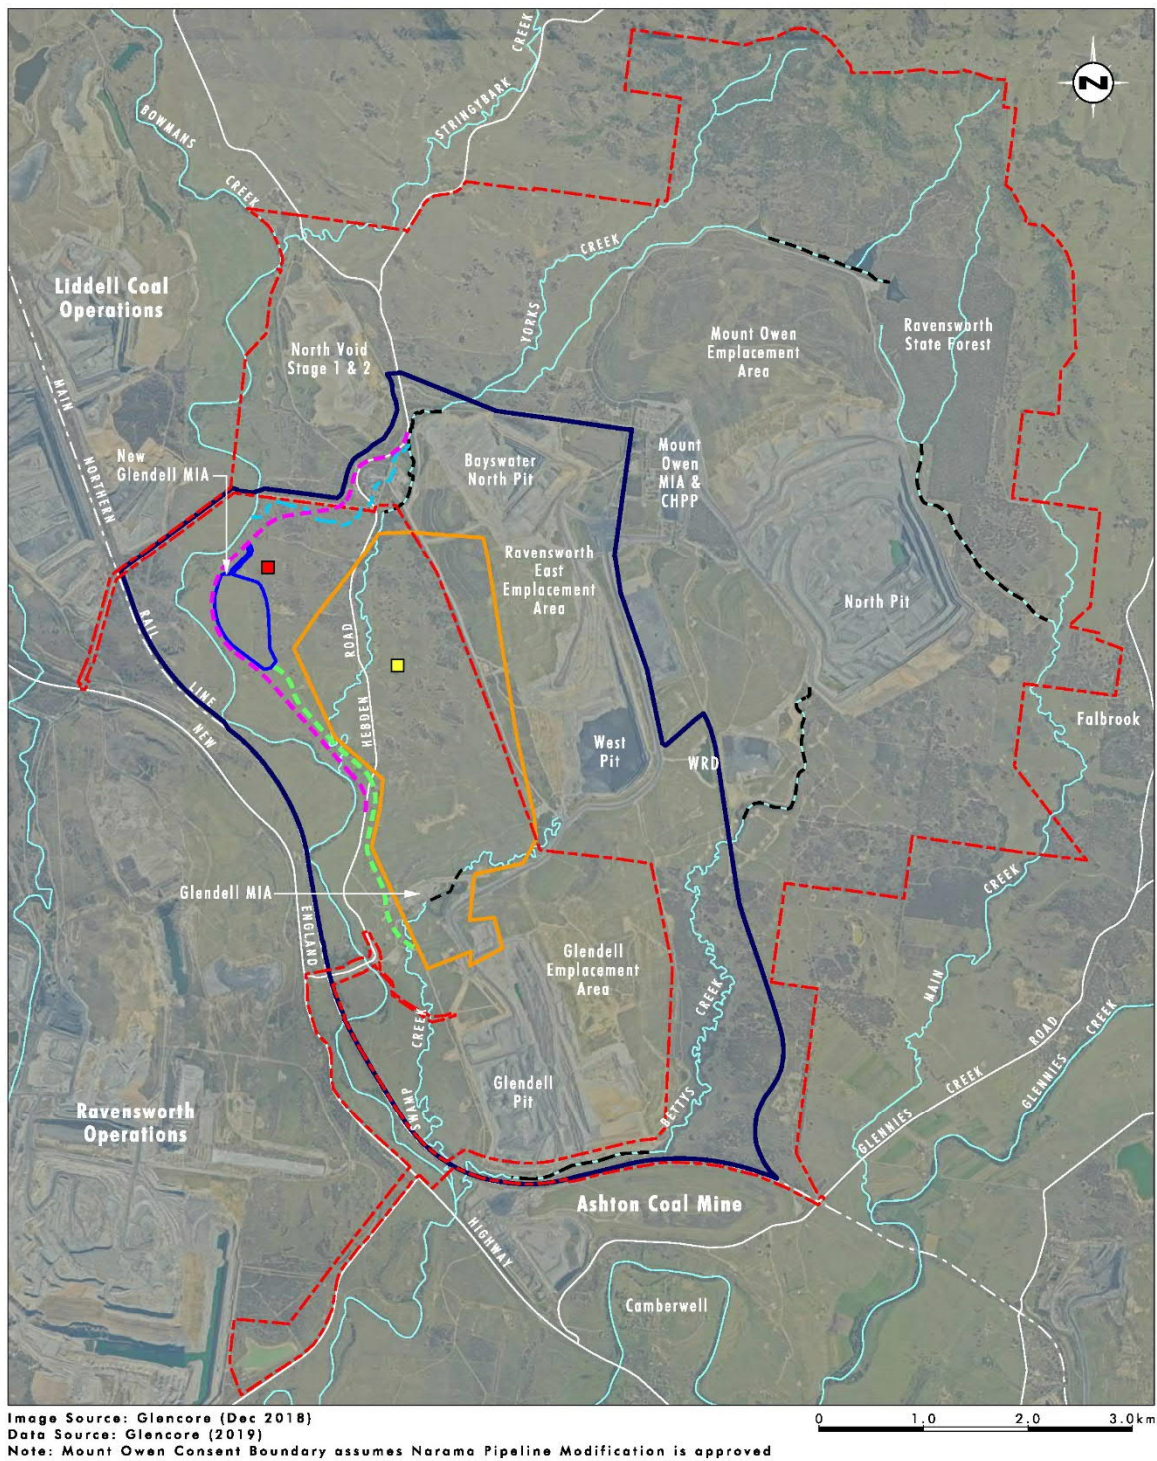 CREEK
STRINGYBARK
BOWMANS
CREEK
N
CREEK
YORKS
Liddell Coal
Operations
North Void
Stage 1 & 2
Mount Owen
Emplacement
Area
Ravensworth
State Forest
MAIN
NORTHERN
RAIL
LINE
New
Glendell MIA
Bayswater
North Pit
Mount
Owen
MIA &
CHPP
Ravensworth
East
Emplacement
Area
North Pit
HEBDEN
ROAD
NEW
ENGLAND
HIGHWAY
West
Pit
WRD
Falbrook
Glendell MIA
Glendell
Emplacement
Area
MAIN
CREEK
SWAMP
CREEK
BETTYS
CREEK
GLENNIES
CREEK
ROAD
GLENNIES
CREEK
Glendell
Pit
Ravensworth
Operations
Ashton Coal Mine
Camberwell
Image Source: Glencore (Dec 2018)
Data Source: Glencore (2019)
Note: Mount Owen Consent Boundary assumes Narama Pipeline Modification is approved
0 1.0 2.0 3.0km